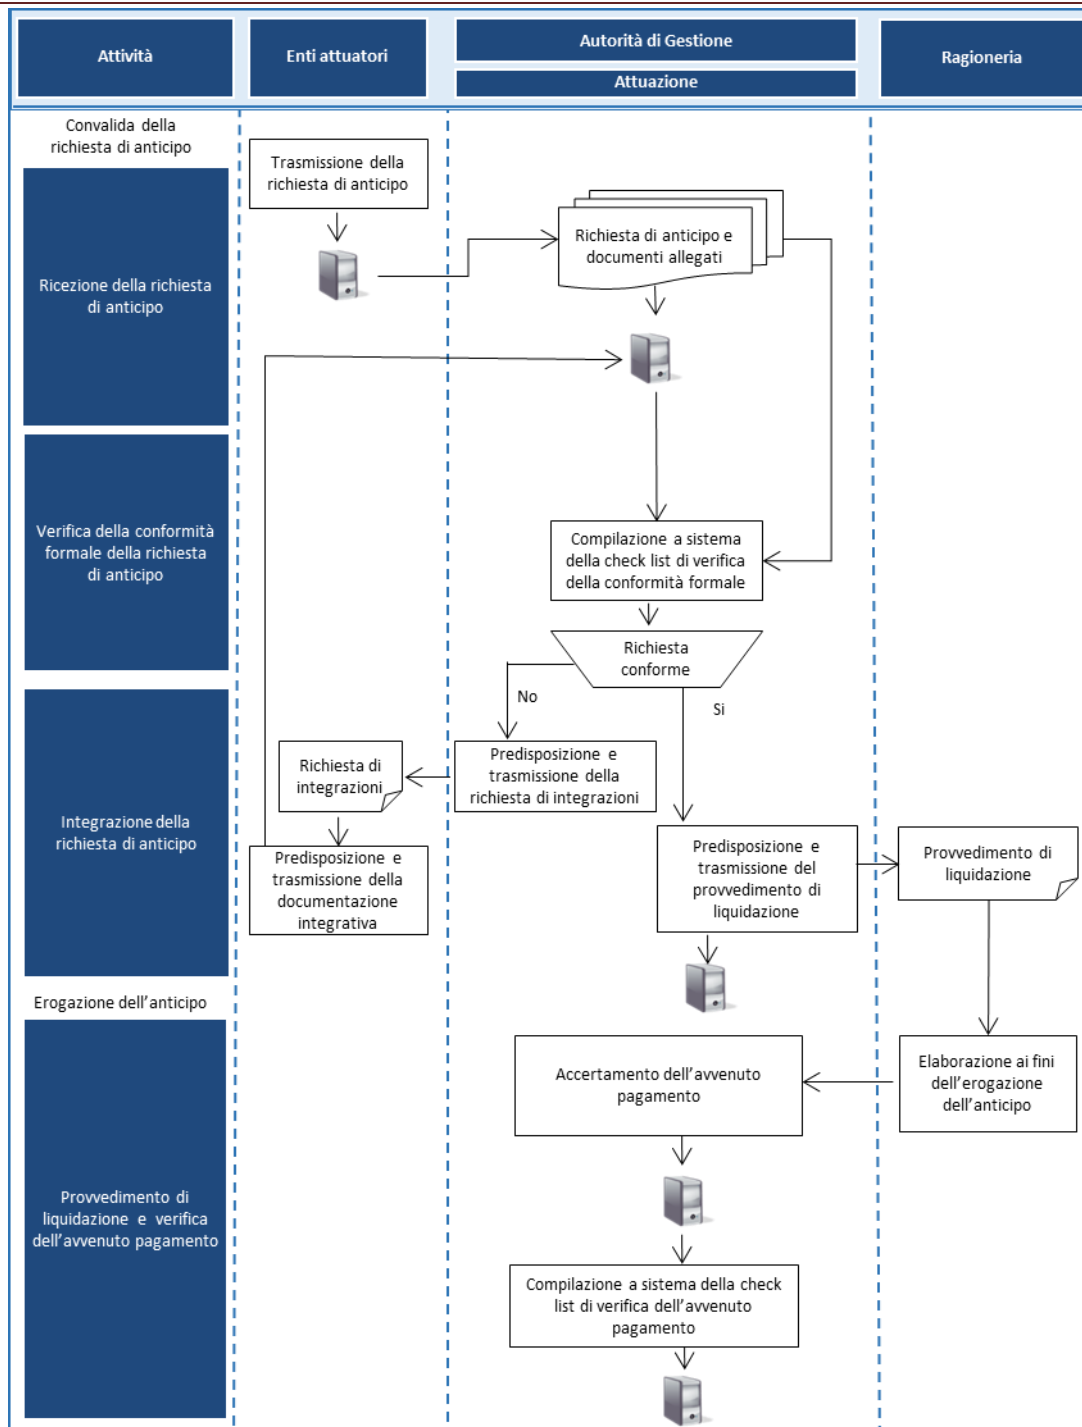 Attività
Enti attuatori
Autorità di Gestione
Attuazione
Ragioneria
Convalida della
richiesta di anticipo
Trasmissione della
richiesta di anticipo
Richiesta di anticipo e
documenti allegati
Ricezione della richiesta
di anticipo
Verifica della conformità
formale della richiesta
di anticipo
Compilazione a sistema
della check list di verifica
della conformità formale
Richiesta
conforme
No
Si
Integrazione della
richiesta di anticipo
Richiesta di
integrazioni
Predisposizione e
trasmissione della
richiesta di integrazioni
Predisposizione e
trasmissione della
documentazione
integrativa
Predisposizione e
trasmissione del
provvedimento di
liquidazione
Provvedimento di
liquidazione
Erogazione dell'anticipo
Provvedimento di
liquidazione e verifica
dell'avvenuto pagamento
Accertamento dell'avvenuto
pagamento
Elaborazione ai fini
dell'erogazione
dell'anticipo
Compilazione a sistema della check
list di verifica dell'avvenuto
pagamento